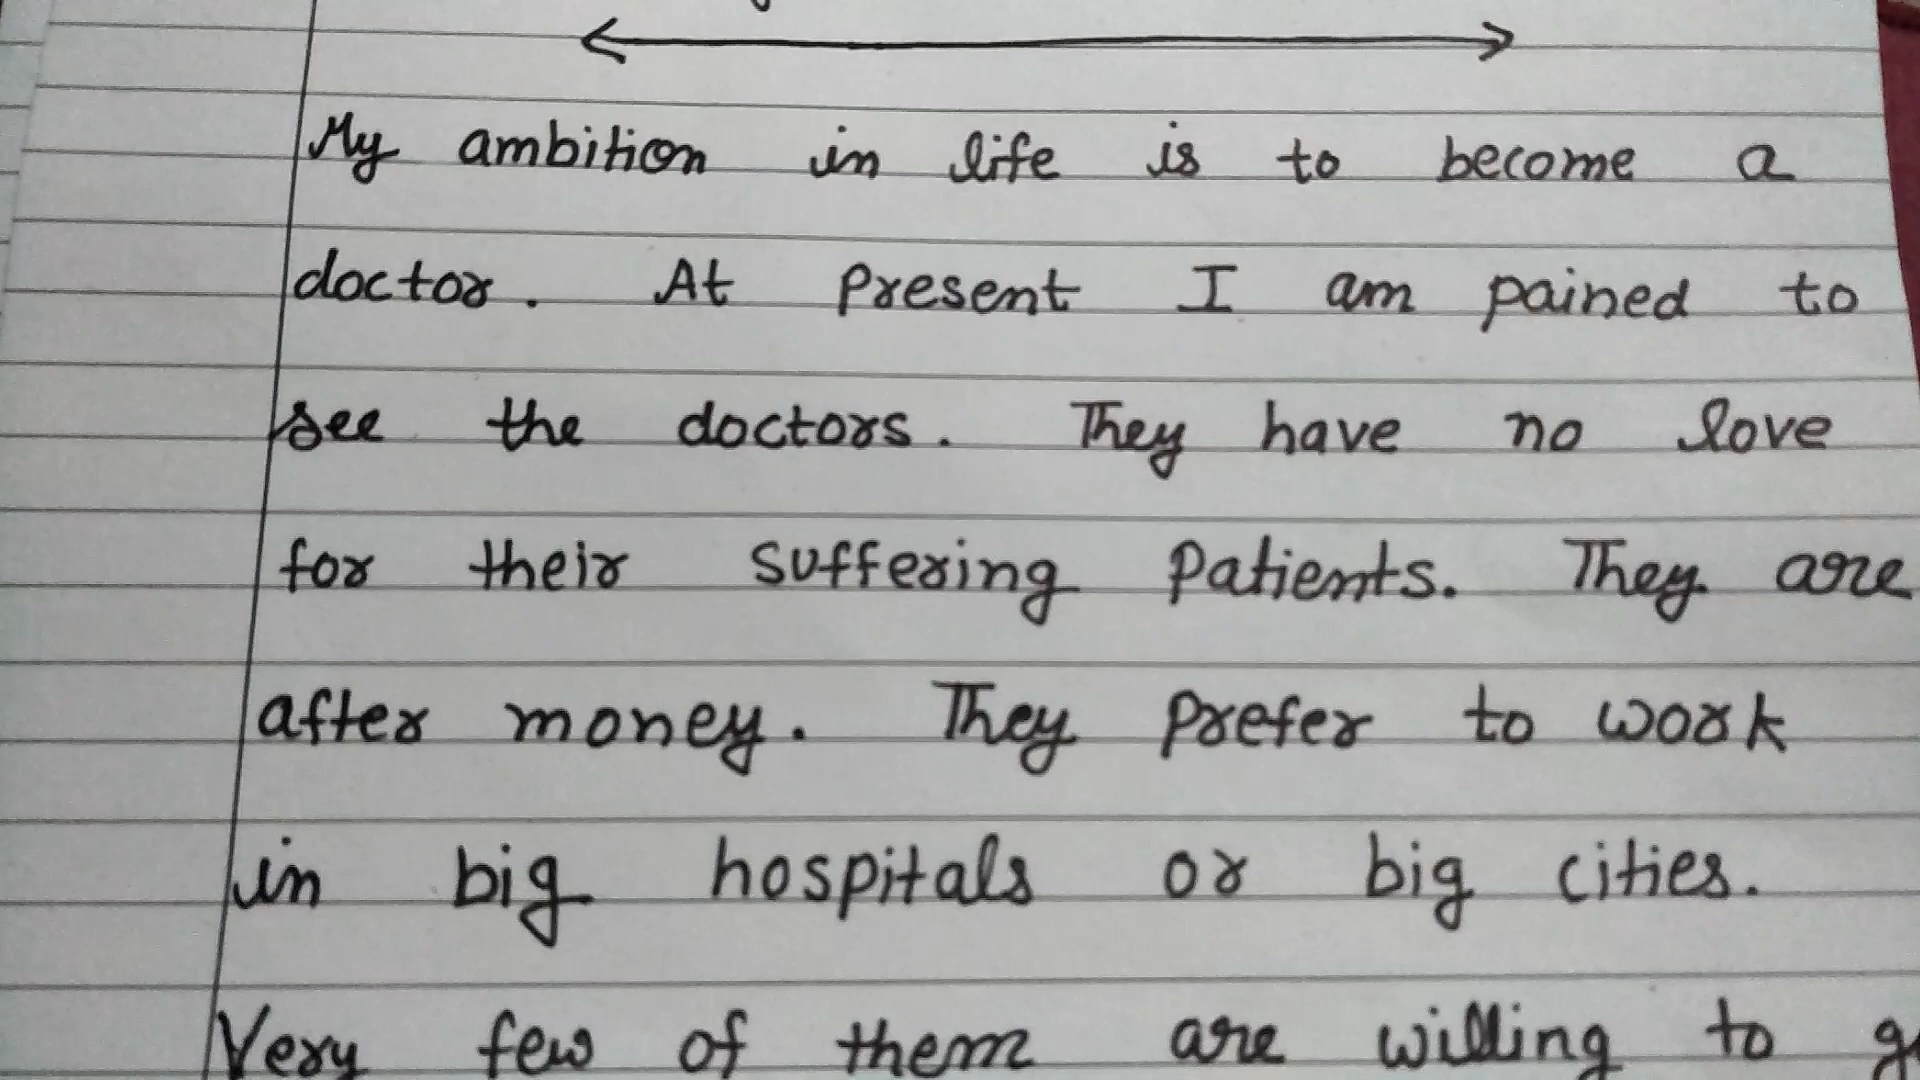 My ambition in life is to become a
doctor. At Present I am pained to
see the doctors. They have no love
for their suffering Patients. They are
after money. They Prefer to work
in big hospitals or big cities.
Very few of them are willing to